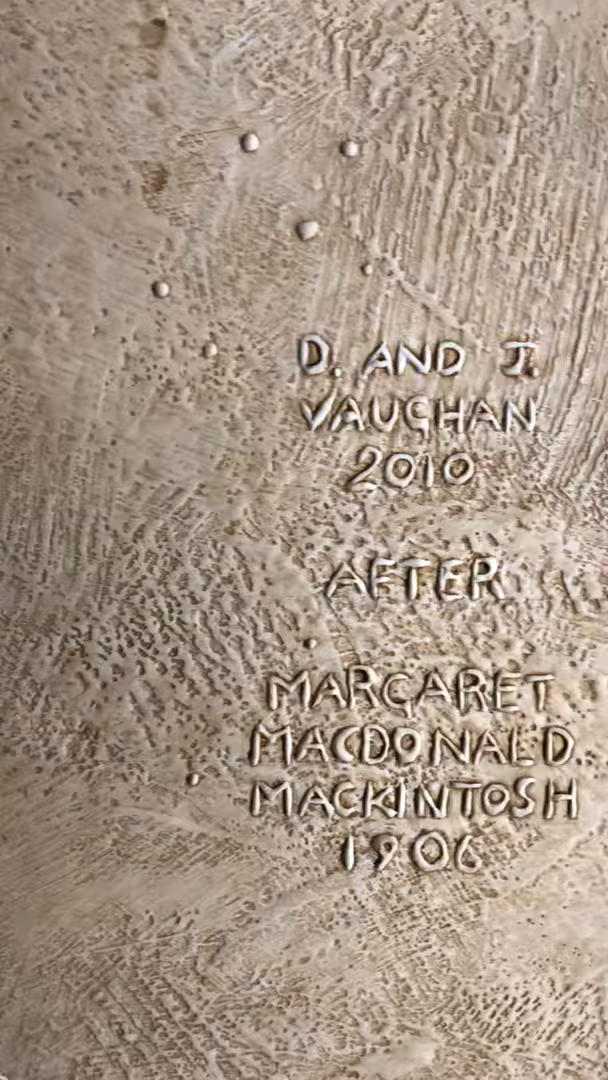 D. AND J.
VAUGHAN
2010
AFTER
MARGARET
MACDONALD
MACKINTOSH
1906